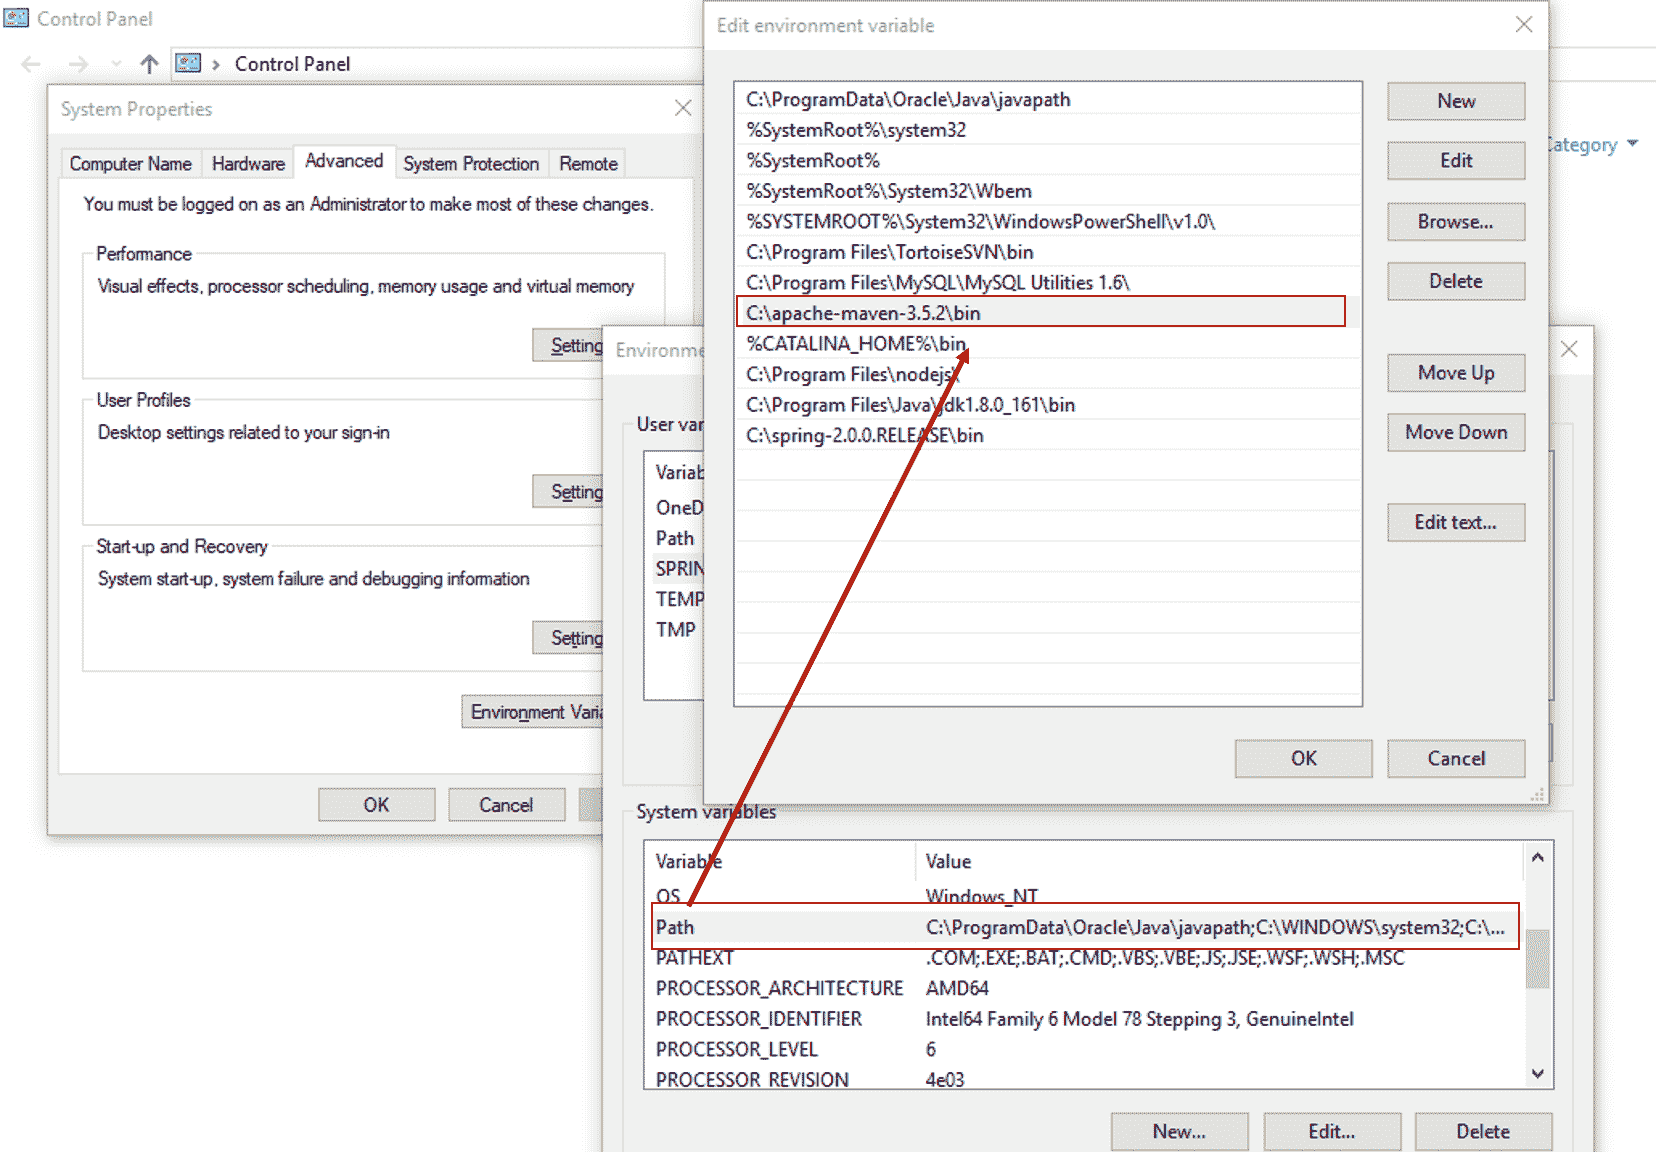 Control Panel
Control Panel
System Properties
Computer Name
Hardware
Advanced
System Protection
Remote
You must be logged on as an Administrator to make most of these changes.
Performance
Visual effects, processor scheduling, memory usage and virtual memory
Setting
User Profiles
Desktop settings related to your sign-in
Setting
Start-up and Recovery
System start-up, system failure and debugging information
Setting
Environment Varia
OK
Cancel
Environme
User var
Variab
OneD
Path
SPRIN
TEMP
TMP
Edit environment variable
C:\ProgramData\Oracle\Java\javapath
%SystemRoot%\system32
%SystemRoot%
%SystemRoot%\System32\Wbem
%SYSTEMROOT%\System32\WindowsPowerShell\v1.0\
C:\Program Files\TortoiseSVN\bin
C:\Program Files\MySQL\MySQL Utilities 1.6\
C:\apache-maven-3.5.2\bin
%CATALINA_HOME%\bin
C:\Program Files\nodejs\
C:\Program Files\Java\jdk1.8.0_161\bin
C:\spring-2.0.0.RELEASE\bin
New
Edit
Browse...
Delete
Move Up
Move Down
Edit text...
OK
Cancel
Category
System variables
Variable Value
OS Windows_NT
Path C:\ProgramData\Oracle\Java\javapath;C:\WINDOWS\system32;C:\...
PATHEXT .COM;.EXE;.BAT;.CMD;.VBS;.VBE;.JS;.JSE;.WSF;.WSH;.MSC
PROCESSOR_ARCHITECTURE AMD64
PROCESSOR_IDENTIFIER Intel64 Family 6 Model 78 Stepping 3, GenuineIntel
PROCESSOR_LEVEL 6
PROCESSOR_REVISION 4e03
New...
Edit...
Delete